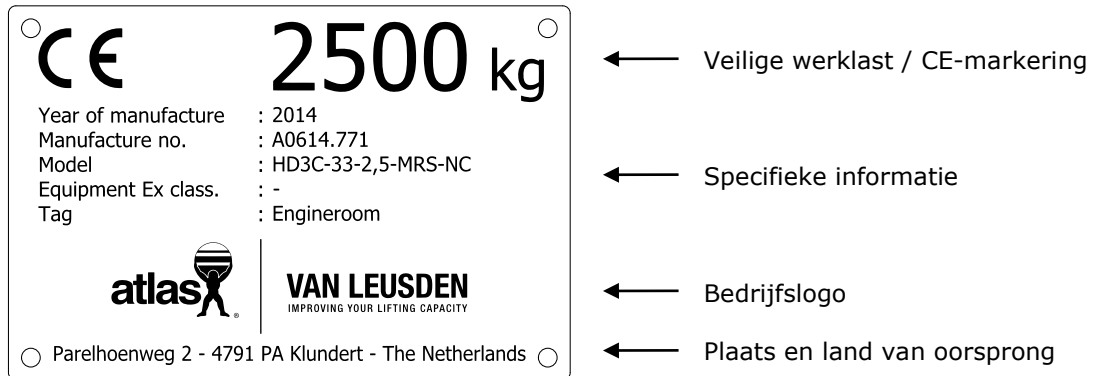 CE 2500 kg
Veilige werklast / CE-markering
Year of manufacture : 2014
Manufacture no. : A0614.771
Model : HD3C-33-2,5-MRS-NC
Equipment Ex class. : -
Tag : Engineroom
Specifieke informatie
atlas®
VAN LEUSDEN
IMPROVING YOUR LIFTING CAPACITY
Bedrijfslogo
Parelhoenweg 2 - 4791 PA Klundert - The Netherlands
Plaats en land van oorsprong